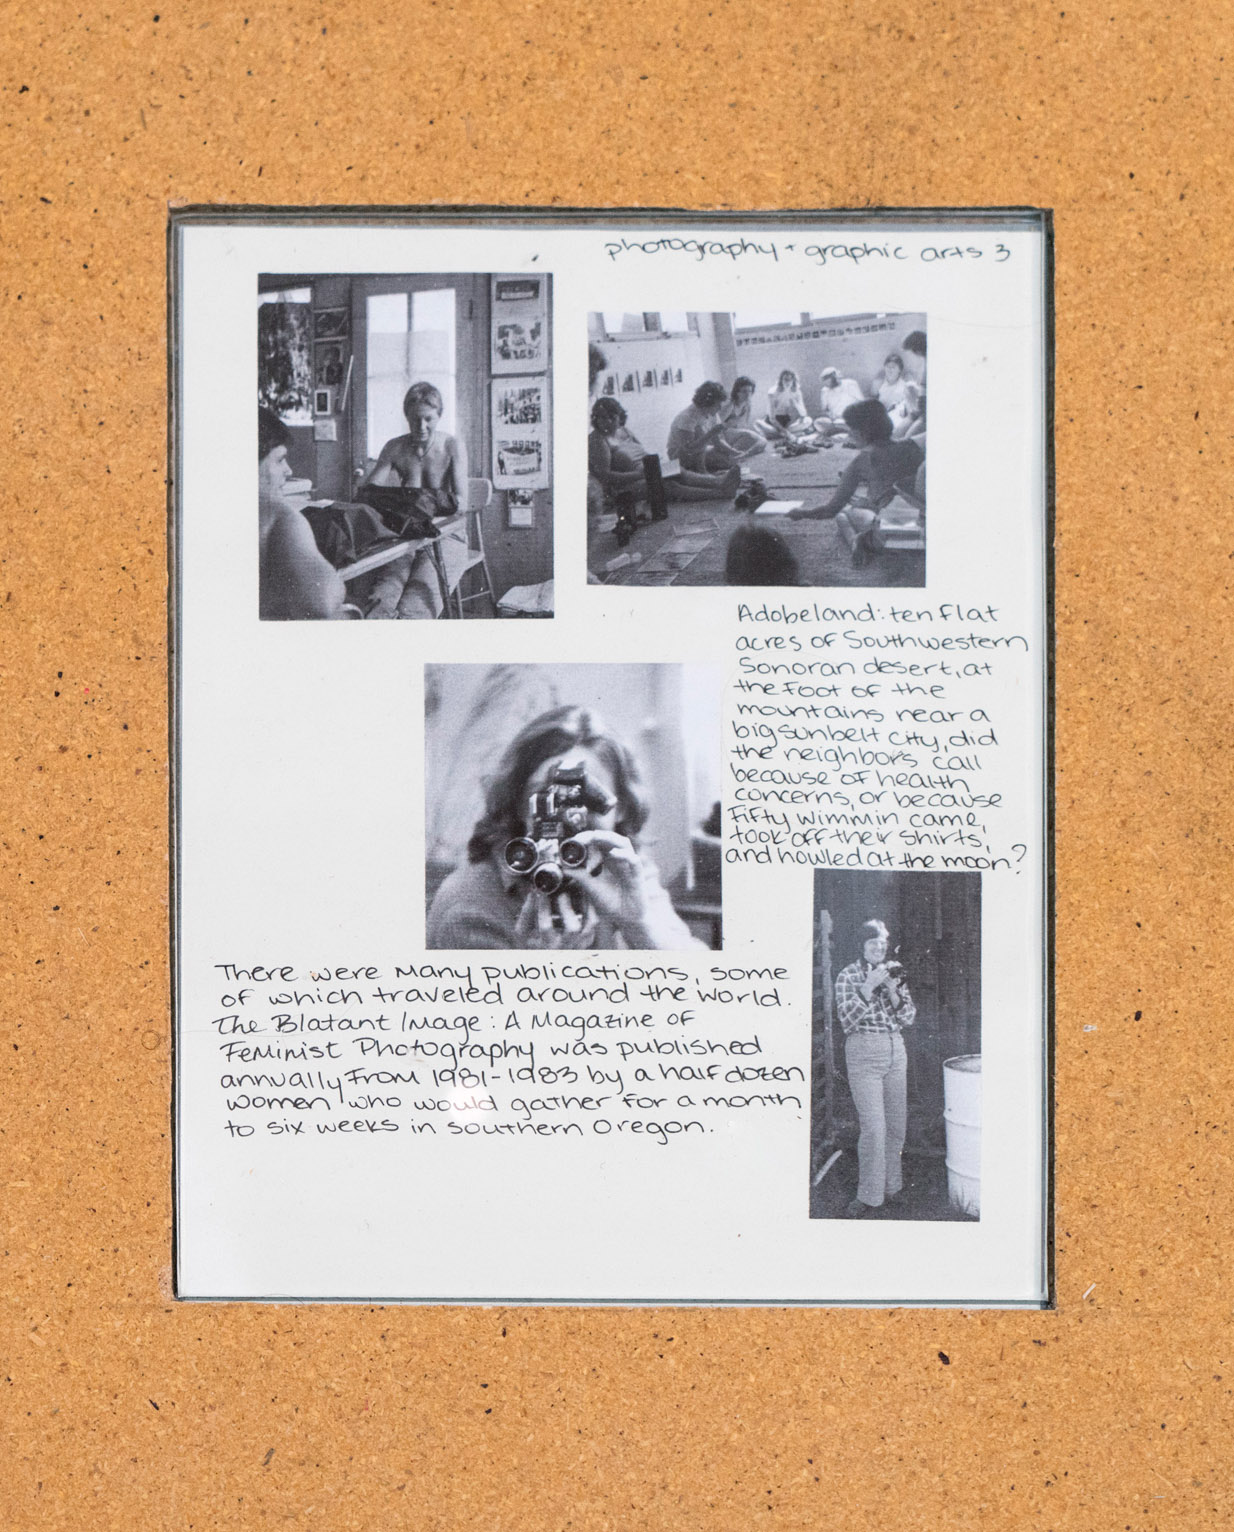 photography + graphic arts 3
Adobeland: ten flat
acres of Southwestern
Sonoran desert, at
the foot of the
mountains near a
big sunbelt city, did
the neighbors call
because of health
concerns, or because
fifty wimmin came,
took off their shirts,
and howled at the moon?
There were many publications, some
of which traveled around the world.
The Blatant Image: A Magazine of
Feminist Photography was published
annually from 1981-1983 by a half dozen
women who would gather for a month
to six weeks in southern Oregon.